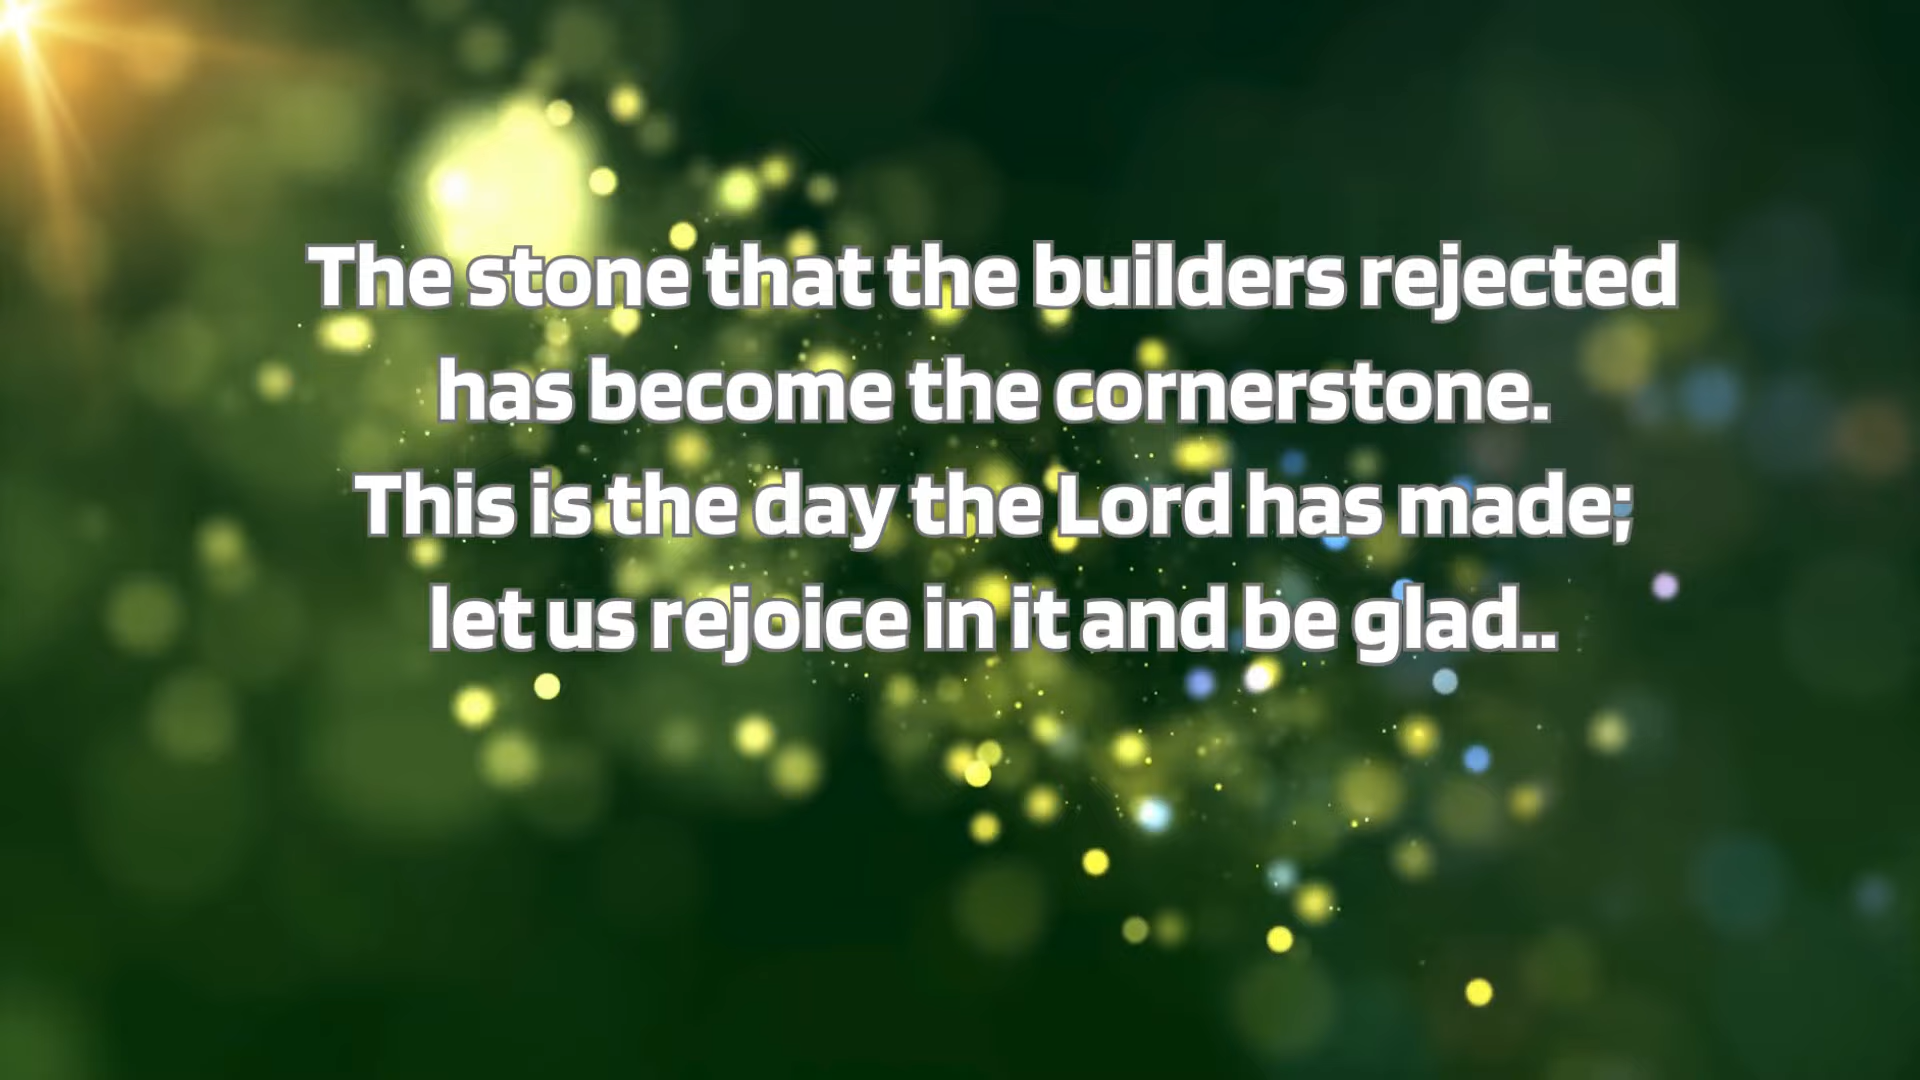 The stone that the builders rejected
has become the cornerstone.
This is the day the Lord has made;
let us rejoice in it and be glad..